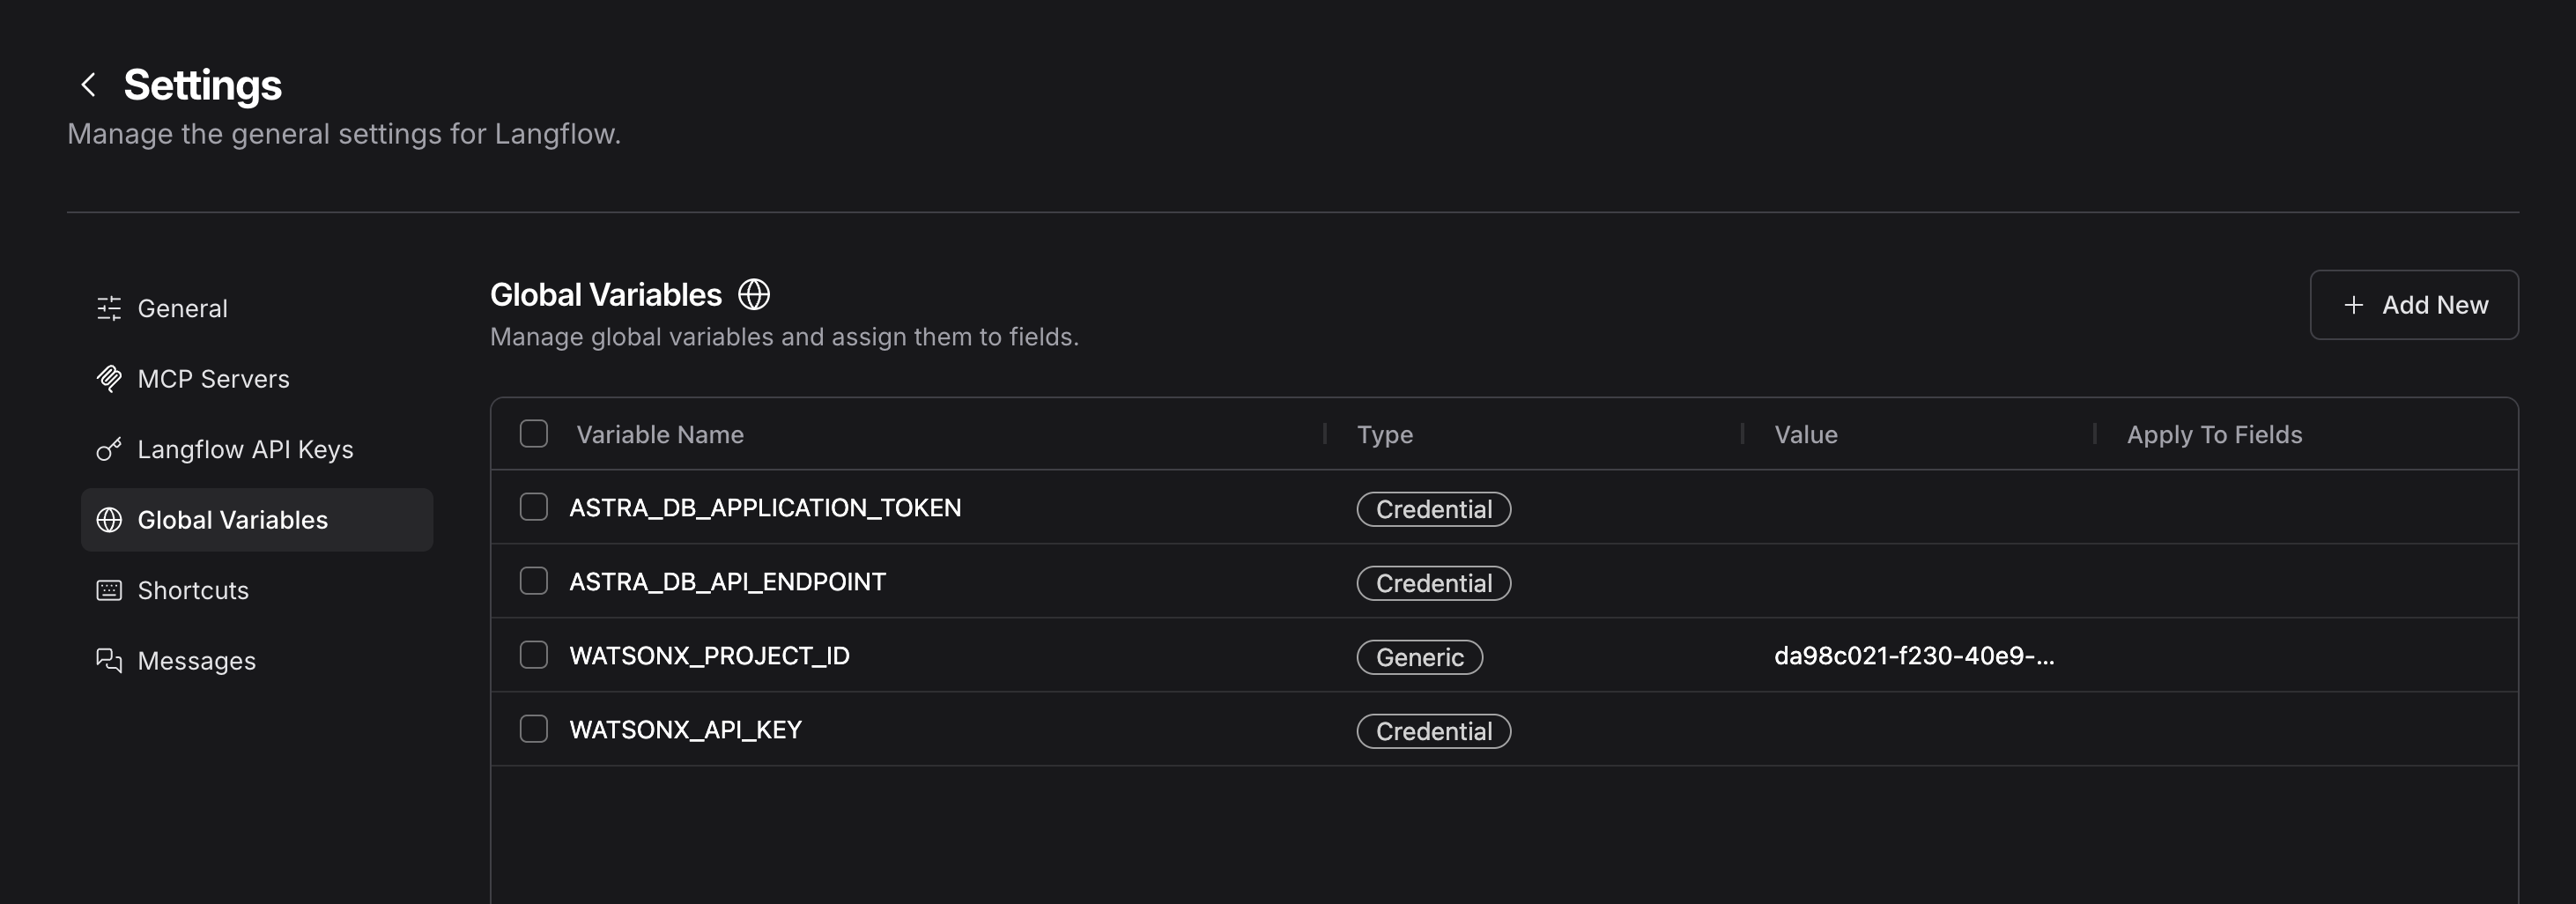 Settings
Manage the general settings for Langflow.
General
MCP Servers
Langflow API Keys
Global Variables
Shortcuts
Messages
Global Variables
Manage global variables and assign them to fields.
+ Add New
Variable Name Type Value Apply To Fields
ASTRA_DB_APPLICATION_TOKEN Credential
ASTRA_DB_API_ENDPOINT Credential
WATSONX_PROJECT_ID Generic da98c021-f230-40e9-...
WATSONX_API_KEY Credential